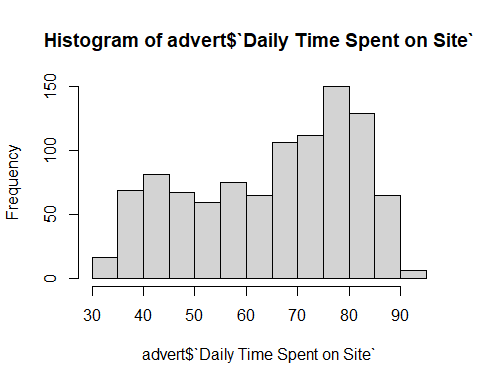 Histogram of advert$`Daily Time Spent on Site`
150
100
50
0
Frequency
30 40 50 60 70 80 90
advert$`Daily Time Spent on Site`